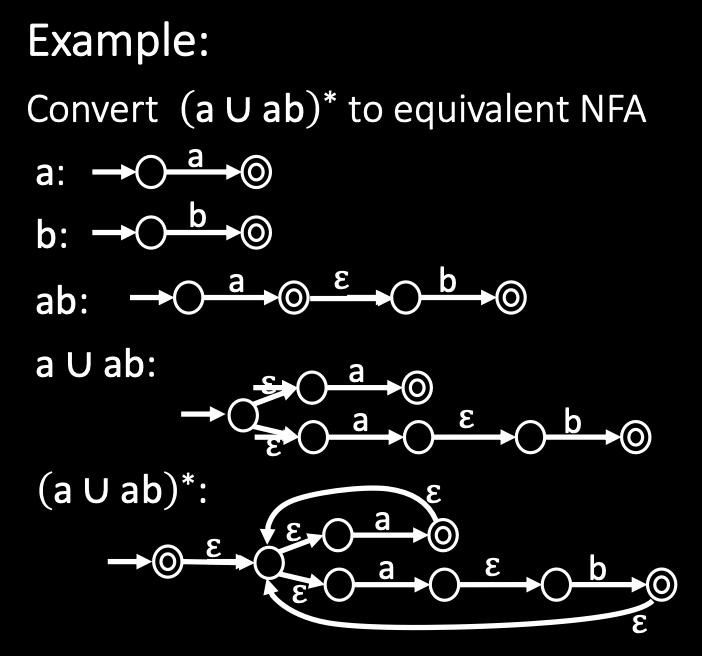 Example:
Convert (a ∪ ab)* to equivalent NFA
a: a
b: b
ab: a ε b
a ∪ ab:
ε a
ε a ε b
(a ∪ ab)*:
ε
ε ε a
ε a ε b
ε